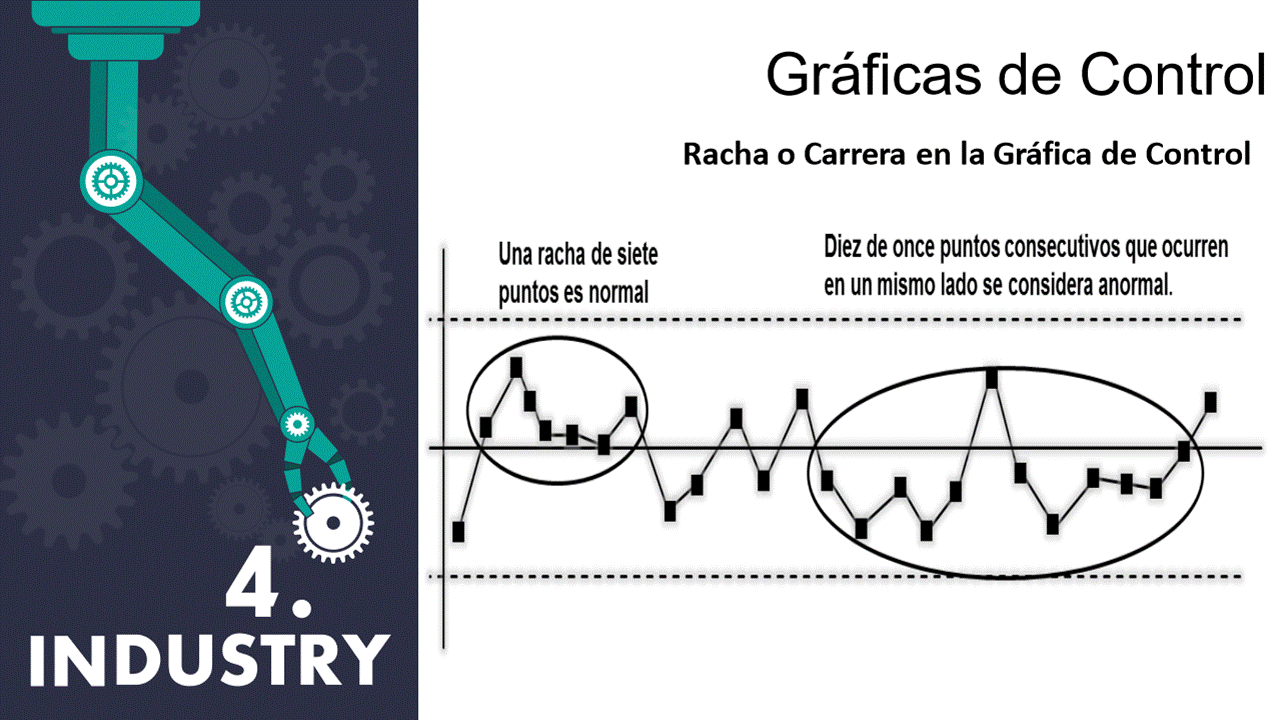 Gráficas de Control
Racha o Carrera en la Gráfica de Control
Una racha de siete
puntos es normal
Diez de once puntos consecutivos que ocurren
en un mismo lado se considera anormal.
4.
INDUSTRY